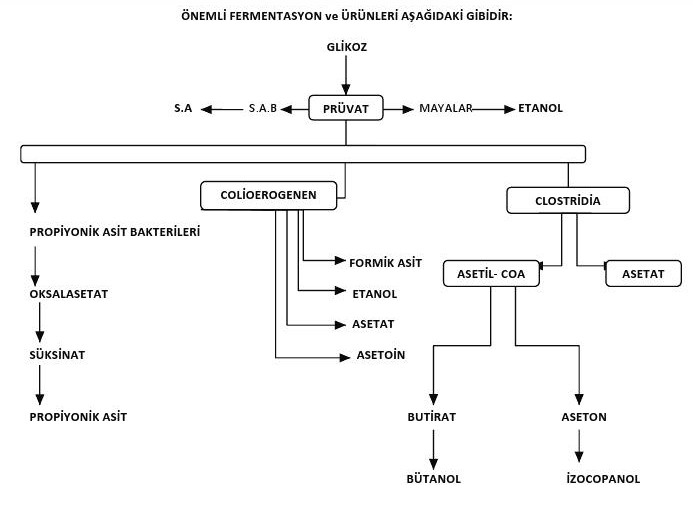 ÖNEMLİ FERMENTASYON ve ÜRÜNLERİ AŞAĞIDAKİ GİBİDİR:
GLİKOZ
S.A S.A.B PRÜVAT MAYALAR ETANOL
COLİOEROGENEN
CLOSTRİDİA
PROPİYONİK ASİT BAKTERİLERİ
FORMİK ASİT
ASETİL- COA
ASETAT
OKSALASETAT
ETANOL
ASETAT
SÜKSİNAT
ASETOİN
PROPİYONİK ASİT
BUTİRAT
ASETON
BÜTANOL
İZOCOPANOL